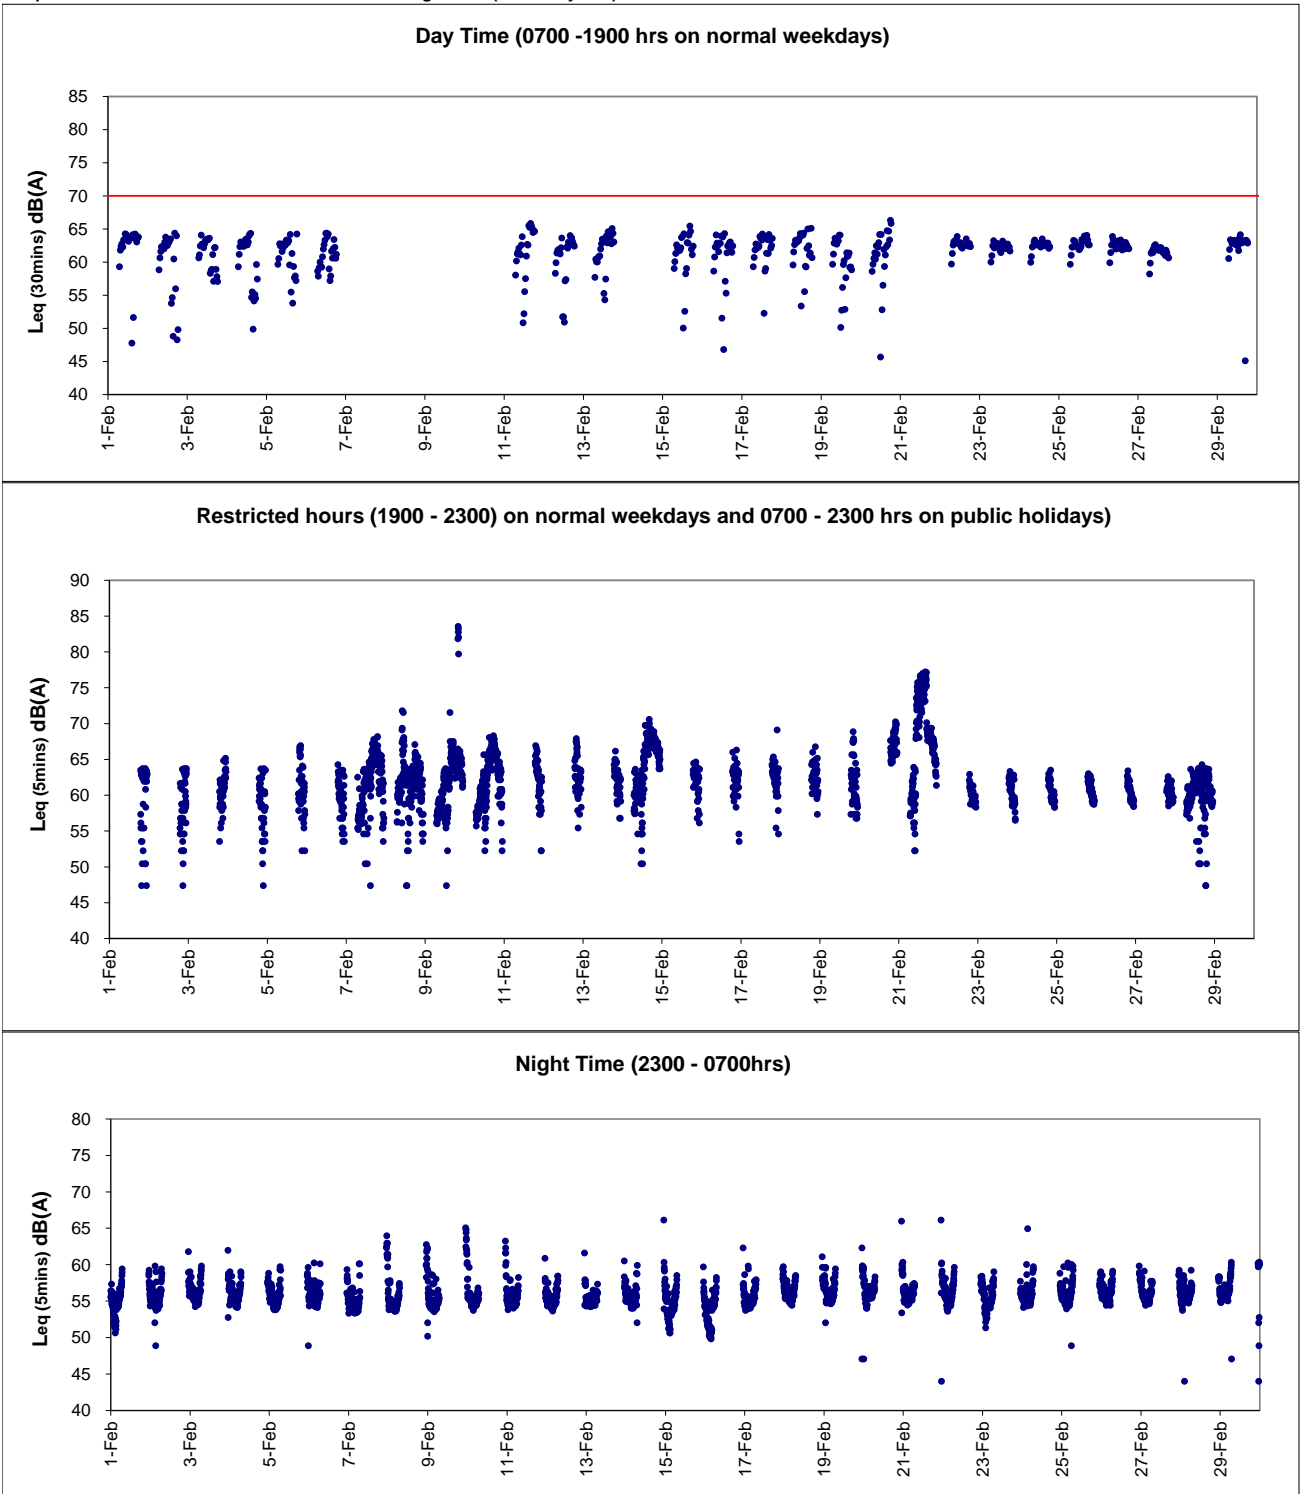 Day Time (0700 -1900 hrs on normal weekdays)
Leq (30mins) dB(A)
85
80
75
70
65
60
55
50
45
40
1-Feb
3-Feb
5-Feb
7-Feb
9-Feb
11-Feb
13-Feb
15-Feb
17-Feb
19-Feb
21-Feb
23-Feb
25-Feb
27-Feb
29-Feb
Restricted hours (1900 - 2300) on normal weekdays and 0700 - 2300 hrs on public holidays)
Leq (5mins) dB(A)
90
85
80
75
70
65
60
55
50
45
40
1-Feb
3-Feb
5-Feb
7-Feb
9-Feb
11-Feb
13-Feb
15-Feb
17-Feb
19-Feb
21-Feb
23-Feb
25-Feb
27-Feb
29-Feb
Night Time (2300 - 0700hrs)
Leq (5mins) dB(A)
80
75
70
65
60
55
50
45
40
1-Feb
3-Feb
5-Feb
7-Feb
9-Feb
11-Feb
13-Feb
15-Feb
17-Feb
19-Feb
21-Feb
23-Feb
25-Feb
27-Feb
29-Feb